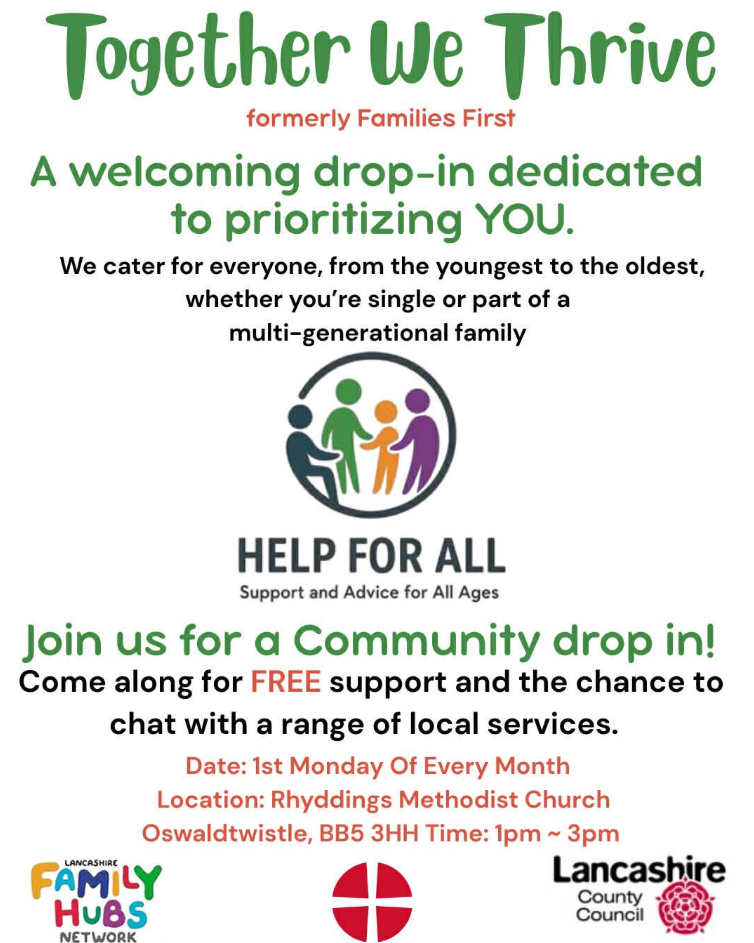 Together We Thrive
formerly Families First
A welcoming drop-in dedicated
to prioritizing YOU.
We cater for everyone, from the youngest to the oldest,
whether you're single or part of a
multi-generational family
HELP FOR ALL
Support and Advice for All Ages
Join us for a Community drop in!
Come along for FREE support and the chance to
chat with a range of local services.
Date: 1st Monday Of Every Month
Location: Rhyddings Methodist Church
Oswaldtwistle, BB5 3HH Time: 1pm ~ 3pm
LANCASHIRE
FAMILY
HUBS
NETWORK
Lancashire
County
Council